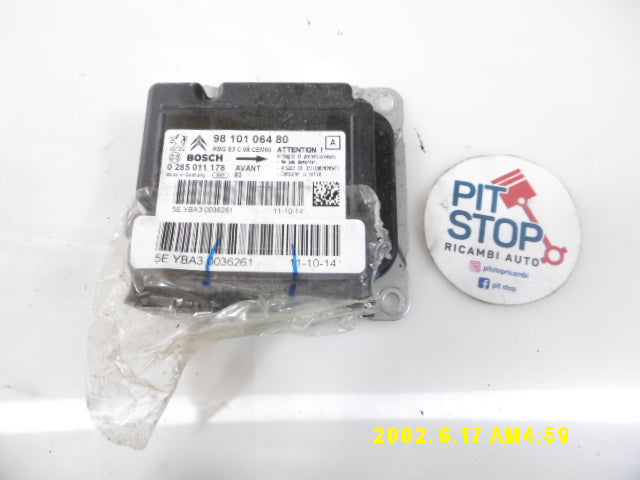 98 101 064 80
RBG E3 C 08 CEM00
ATTENTION !
A
BOSCH
0 285 011 178 AVANT
Made in Germany
5E YBA3 0036261 11-10-14
5E YBA3 0036261 11-10-14
PIT
STOP
RICAMBI AUTO
pitstopricambi
pit stop
2002. 6.17 AM4:59